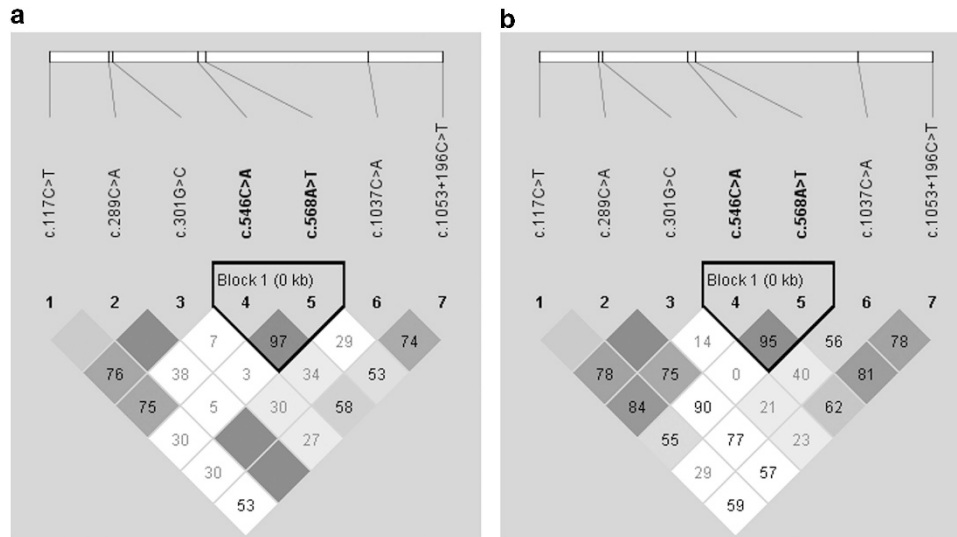 a
c.117C>T
c.289C>A
c.301G>C
c.546C>A
c.568A>T
c.1037C>A
c.1053+196C>T
Block 1 (0 kb)
1 2 3 4 5 6 7
7 97 29 74
76 38 3 34 53
75 5 30 58
30 27
30
53
b
c.117C>T
c.289C>A
c.301G>C
c.546C>A
c.568A>T
c.1037C>A
c.1053+196C>T
Block 1 (0 kb)
1 2 3 4 5 6 7
14 95 56 78
78 75 0 40 81
84 90 21 62
55 77 23
29 57
59